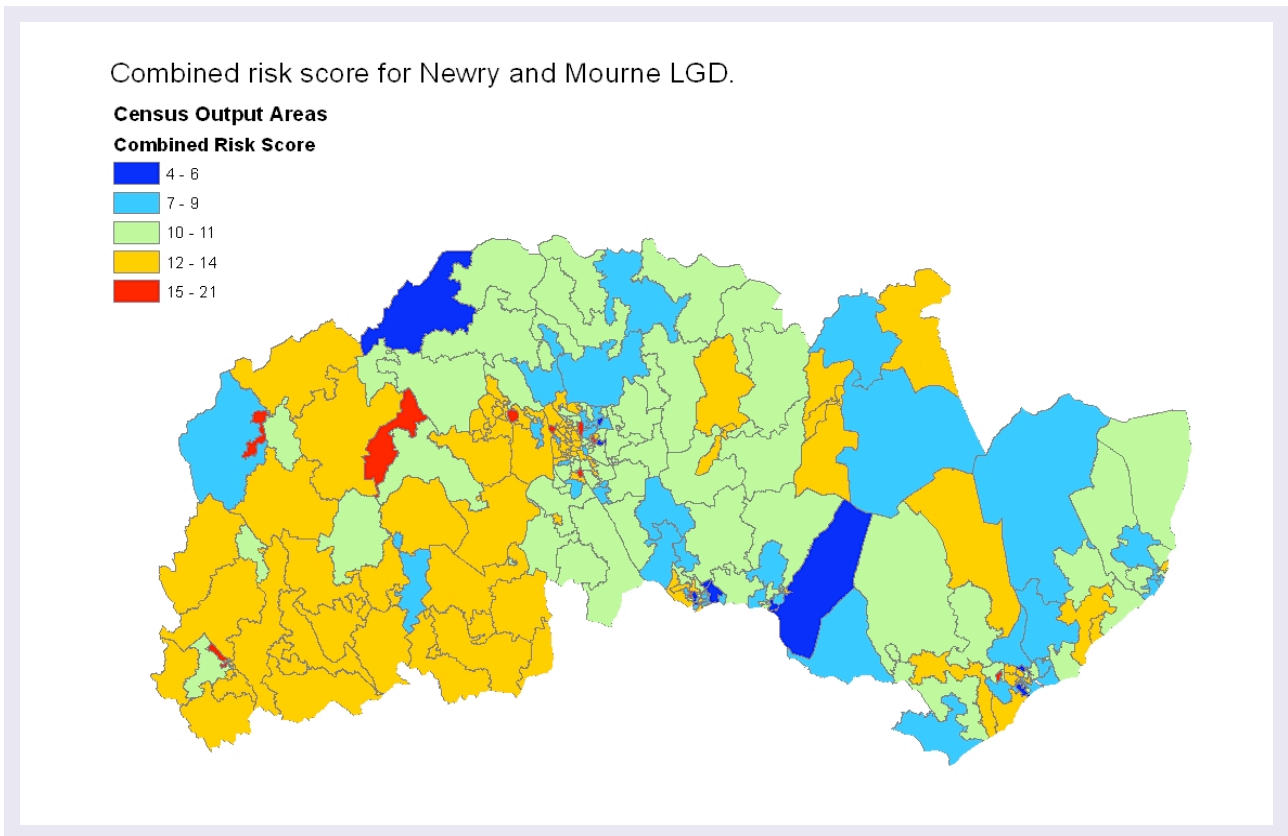 Combined risk score for Newry and Mourne LGD.
Census Output Areas
Combined Risk Score
4 - 6
7 - 9
10 - 11
12 - 14
15 - 21